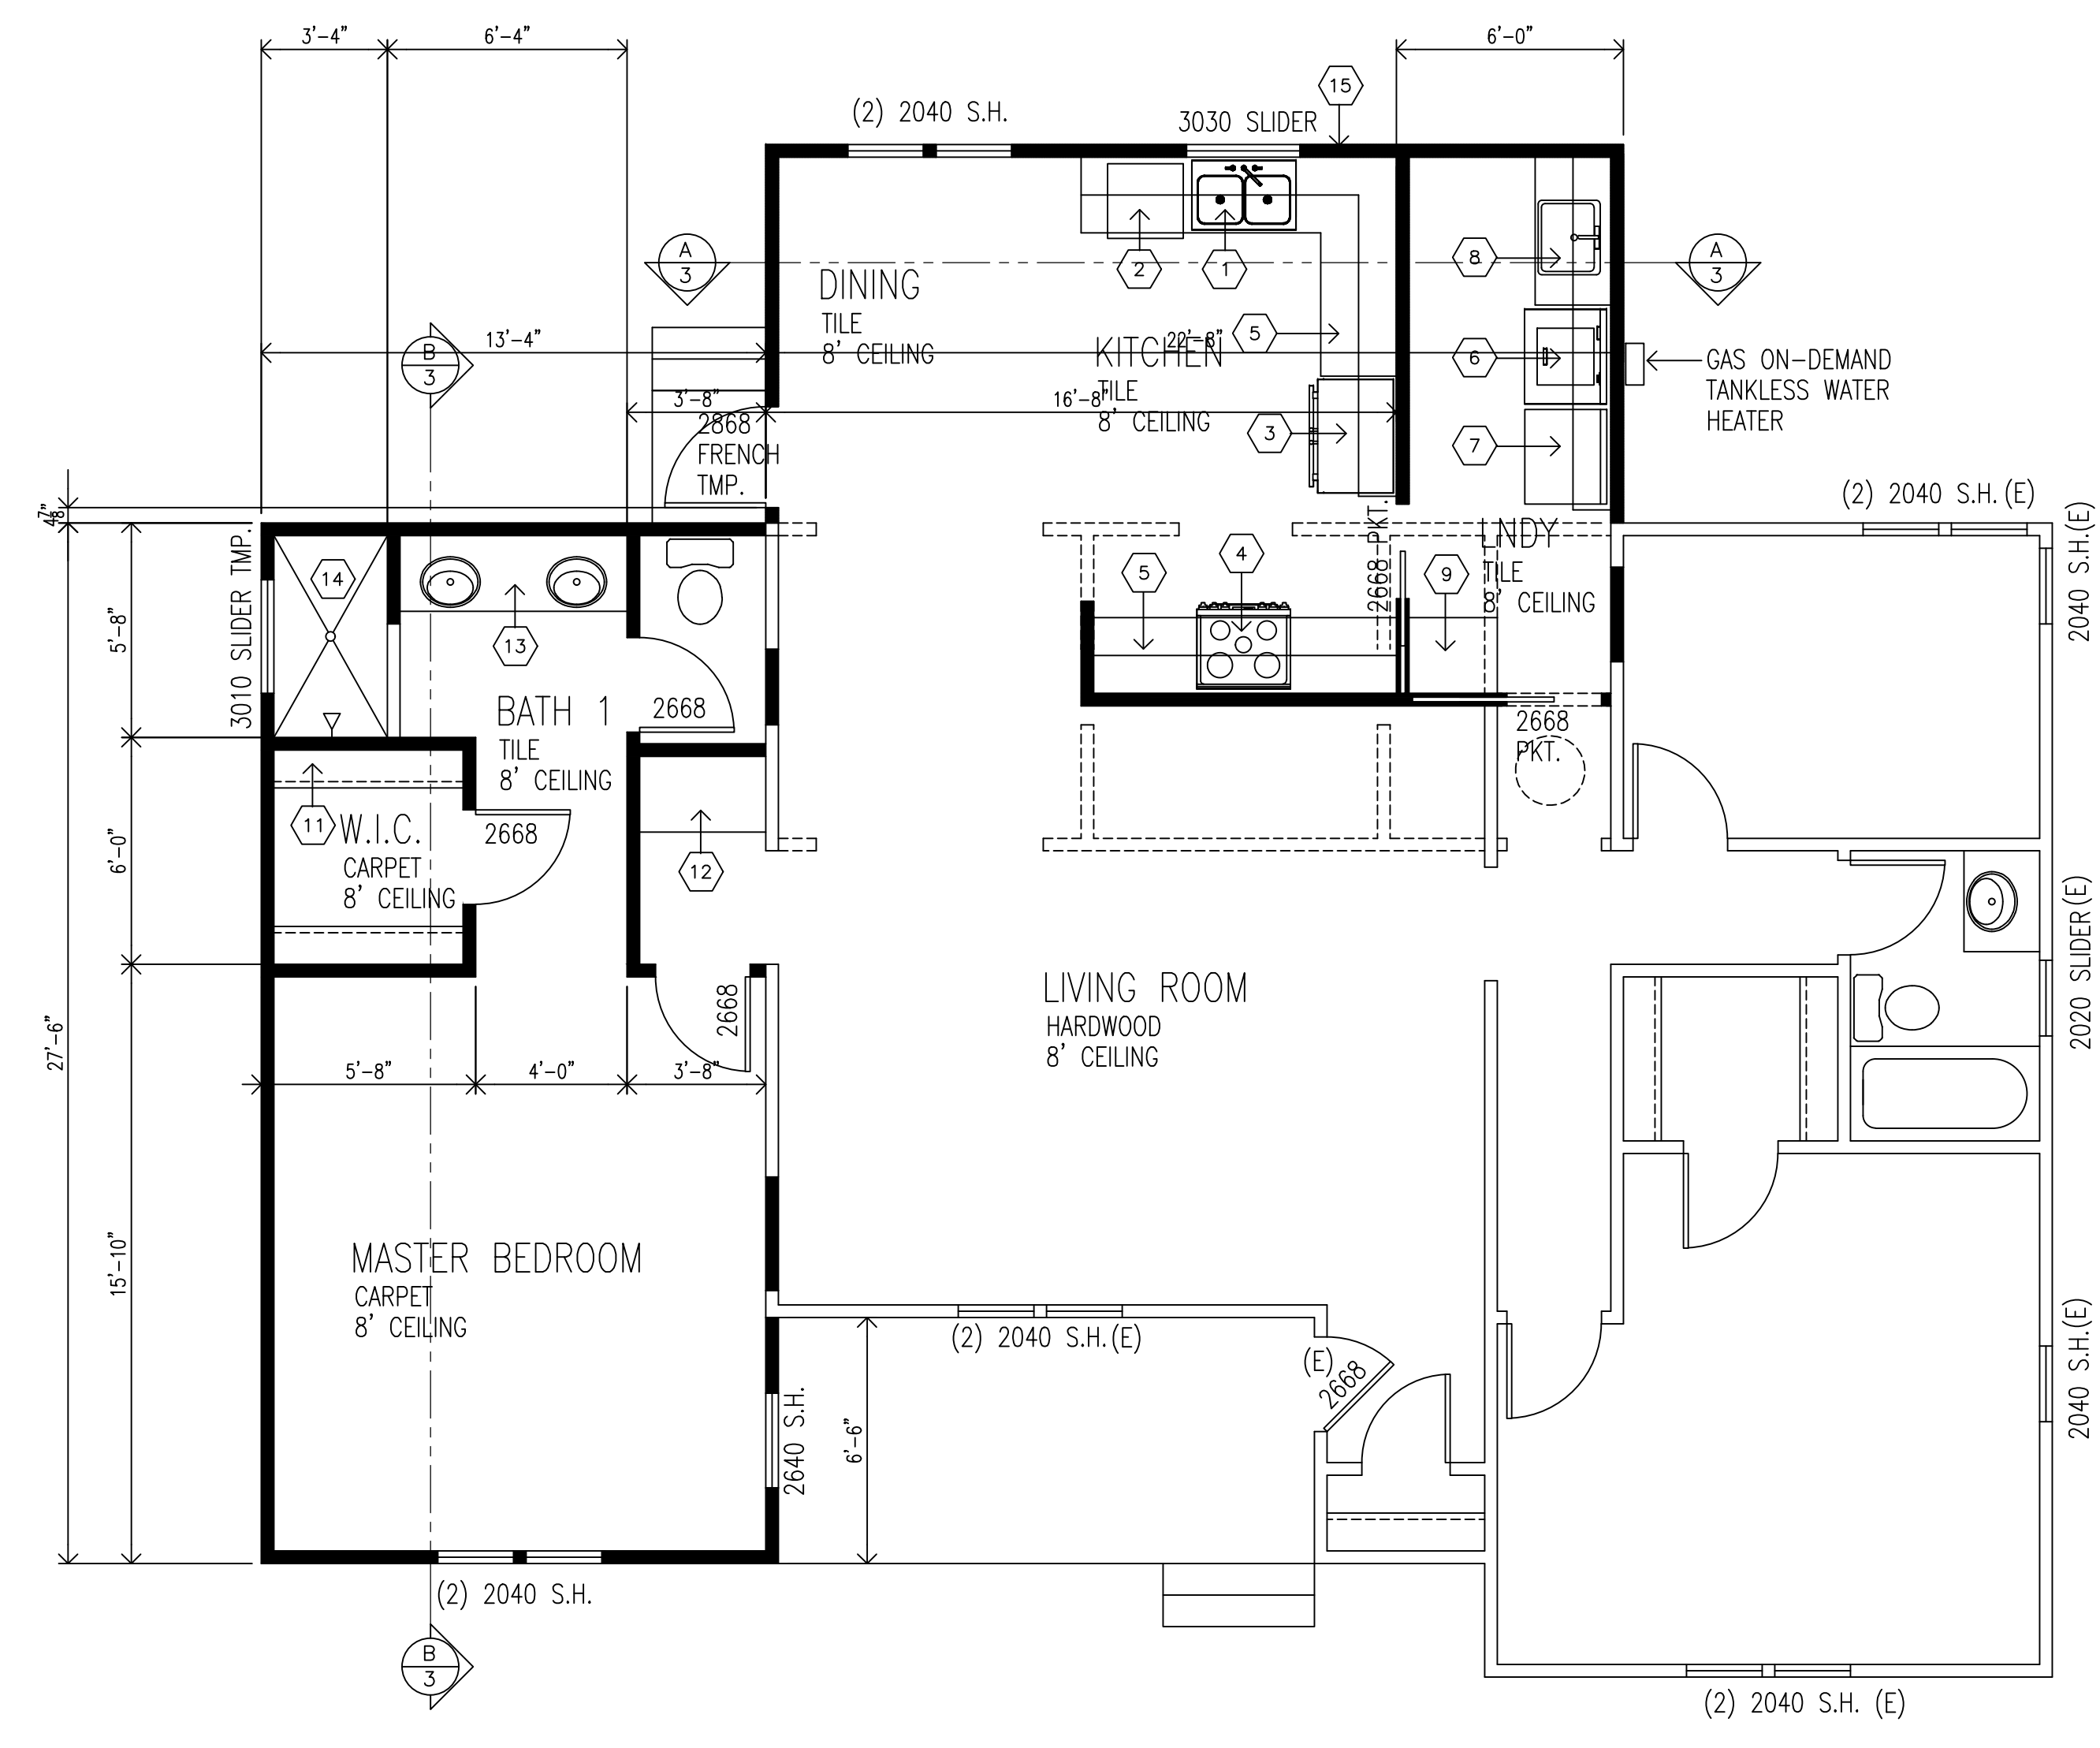 3'-4"
6'-4"
6'-0"
15
(2) 2040 S.H.
3030 SLIDER
A
3
2
1
8
A
3
DINING
TILE
8' CEILING
5
13'-4"
22'-8"
B
3
KITCHEN
TILE
8' CEILING
6
GAS ON-DEMAND
TANKLESS WATER
HEATER
3'-8"
16'-8"
2868
FRENCH
TMP.
3
7
(2) 2040 S.H.(E)
2040 S.H.(E)
2668 PKT.
LNDY
TILE
8' CEILING
3010 SLIDER TMP.
14
5
4
9
5'-8"
13
BATH 1
TILE
8' CEILING
2668
2668
PKT.
11
W.I.C.
CARPET
8' CEILING
2668
12
6'-0"
2020 SLIDER(E)
27'-6"
LIVING ROOM
HARDWOOD
8' CEILING
2668
5'-8"
4'-0"
3'-8"
15'-10"
MASTER BEDROOM
CARPET
8' CEILING
(2) 2040 S.H.(E)
(E)
2668
2040 S.H.(E)
2640 S.H.
6'-6"
(2) 2040 S.H.
B
3
(2) 2040 S.H. (E)